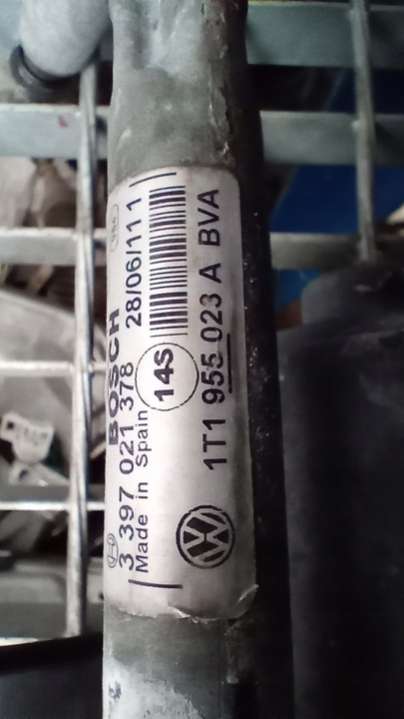 BOSCH
3 397 021 378 28/06/11 1
Made in Spain
14S
1T1 955 023 A BVA